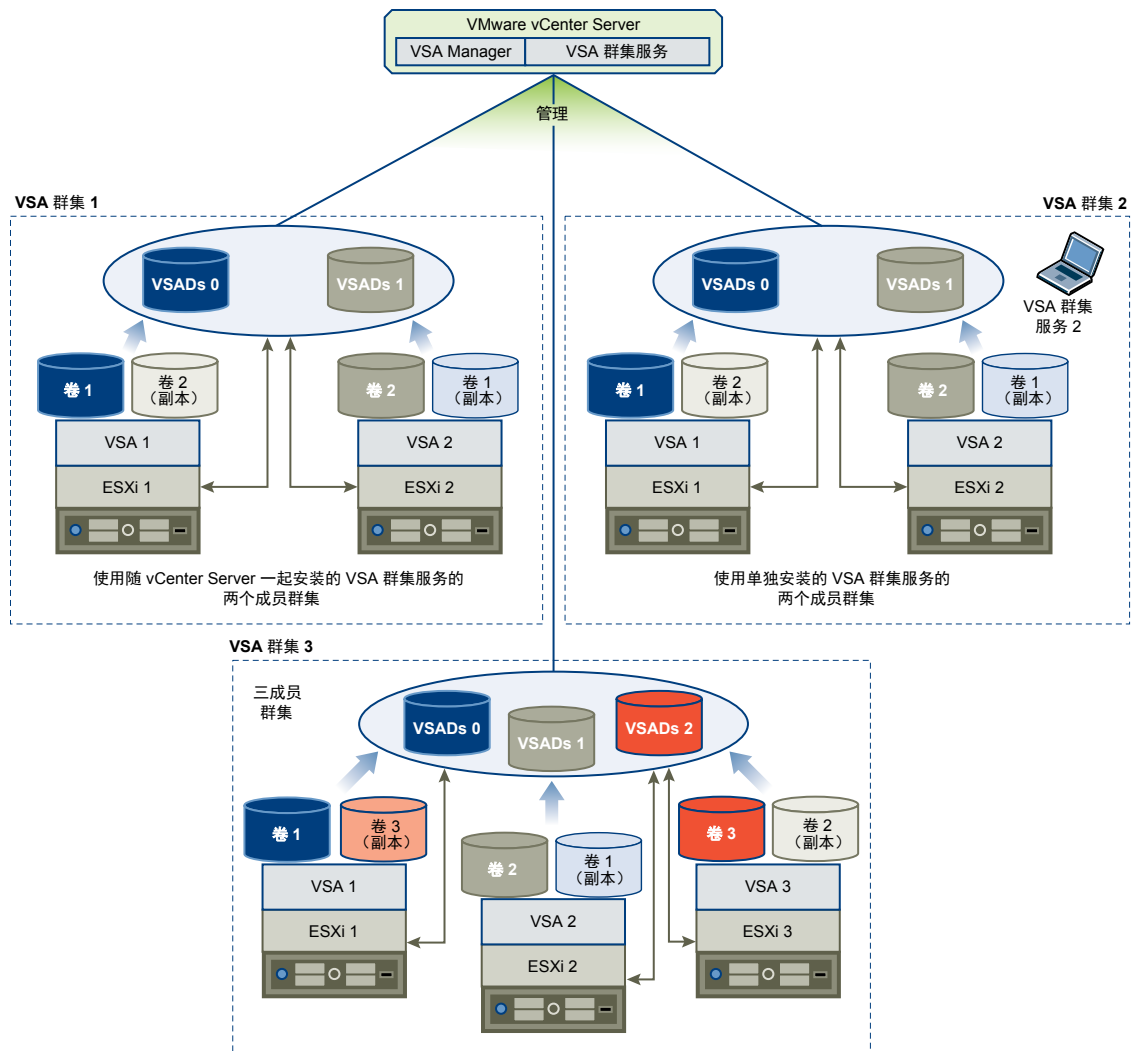 VMware vCenter Server
VSA Manager
VSA 群集服务
管理
VSA 群集 1
VSADs 0
VSADs 1
卷 1
卷 2
（副本）
卷 2
卷 1
（副本）
VSA 1
VSA 2
ESXi 1
ESXi 2
使用随 vCenter Server 一起安装的 VSA 群集服务的
两个成员群集
VSA 群集 2
VSADs 0
VSADs 1
VSA 群集
服务 2
卷 1
卷 2
（副本）
卷 2
卷 1
（副本）
VSA 1
VSA 2
ESXi 1
ESXi 2
使用单独安装的 VSA 群集服务的
两个成员群集
VSA 群集 3
三成员
群集
VSADs 0
VSADs 1
VSADs 2
卷 1
卷 3
（副本）
卷 2
卷 1
（副本）
卷 3
卷 2
（副本）
VSA 1
VSA 2
VSA 3
ESXi 1
ESXi 2
ESXi 3